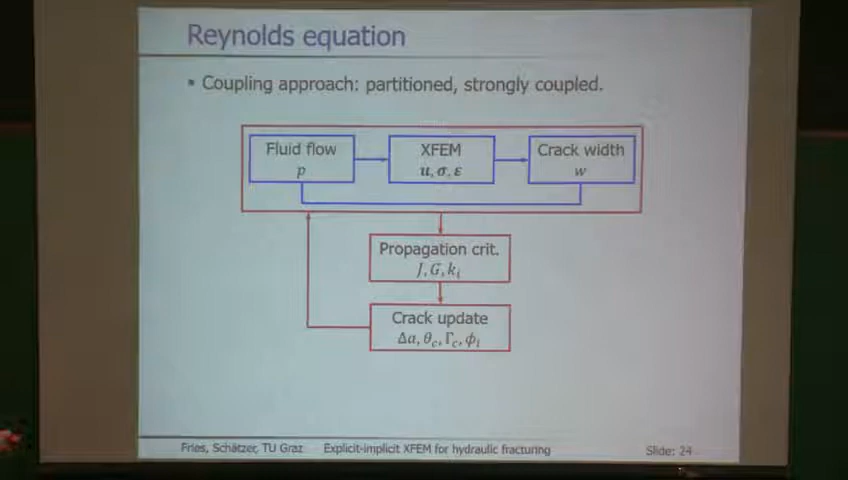 Reynolds equation
▪ Coupling approach: partitioned, strongly coupled.
Fluid flow
p
XFEM
u, σ, ε
Crack width
w
Propagation crit.
J, G, k_i
Crack update
Δa, θ_c, Γ_c, ϕ_i
Fries, Schätzer, TU Graz Explicit-implicit XFEM for hydraulic fracturing Slide: 24